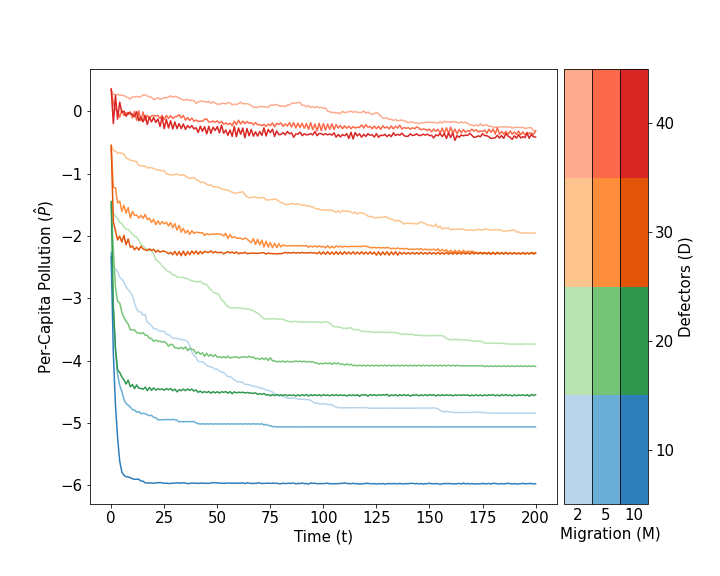 0
−1
−2
−3
−4
−5
−6
Per-Capita Pollution (P̂)
0 25 50 75 100 125 150 175 200
Time (t)
2 5 10
Migration (M)
40
30
20
10
Defectors (D)